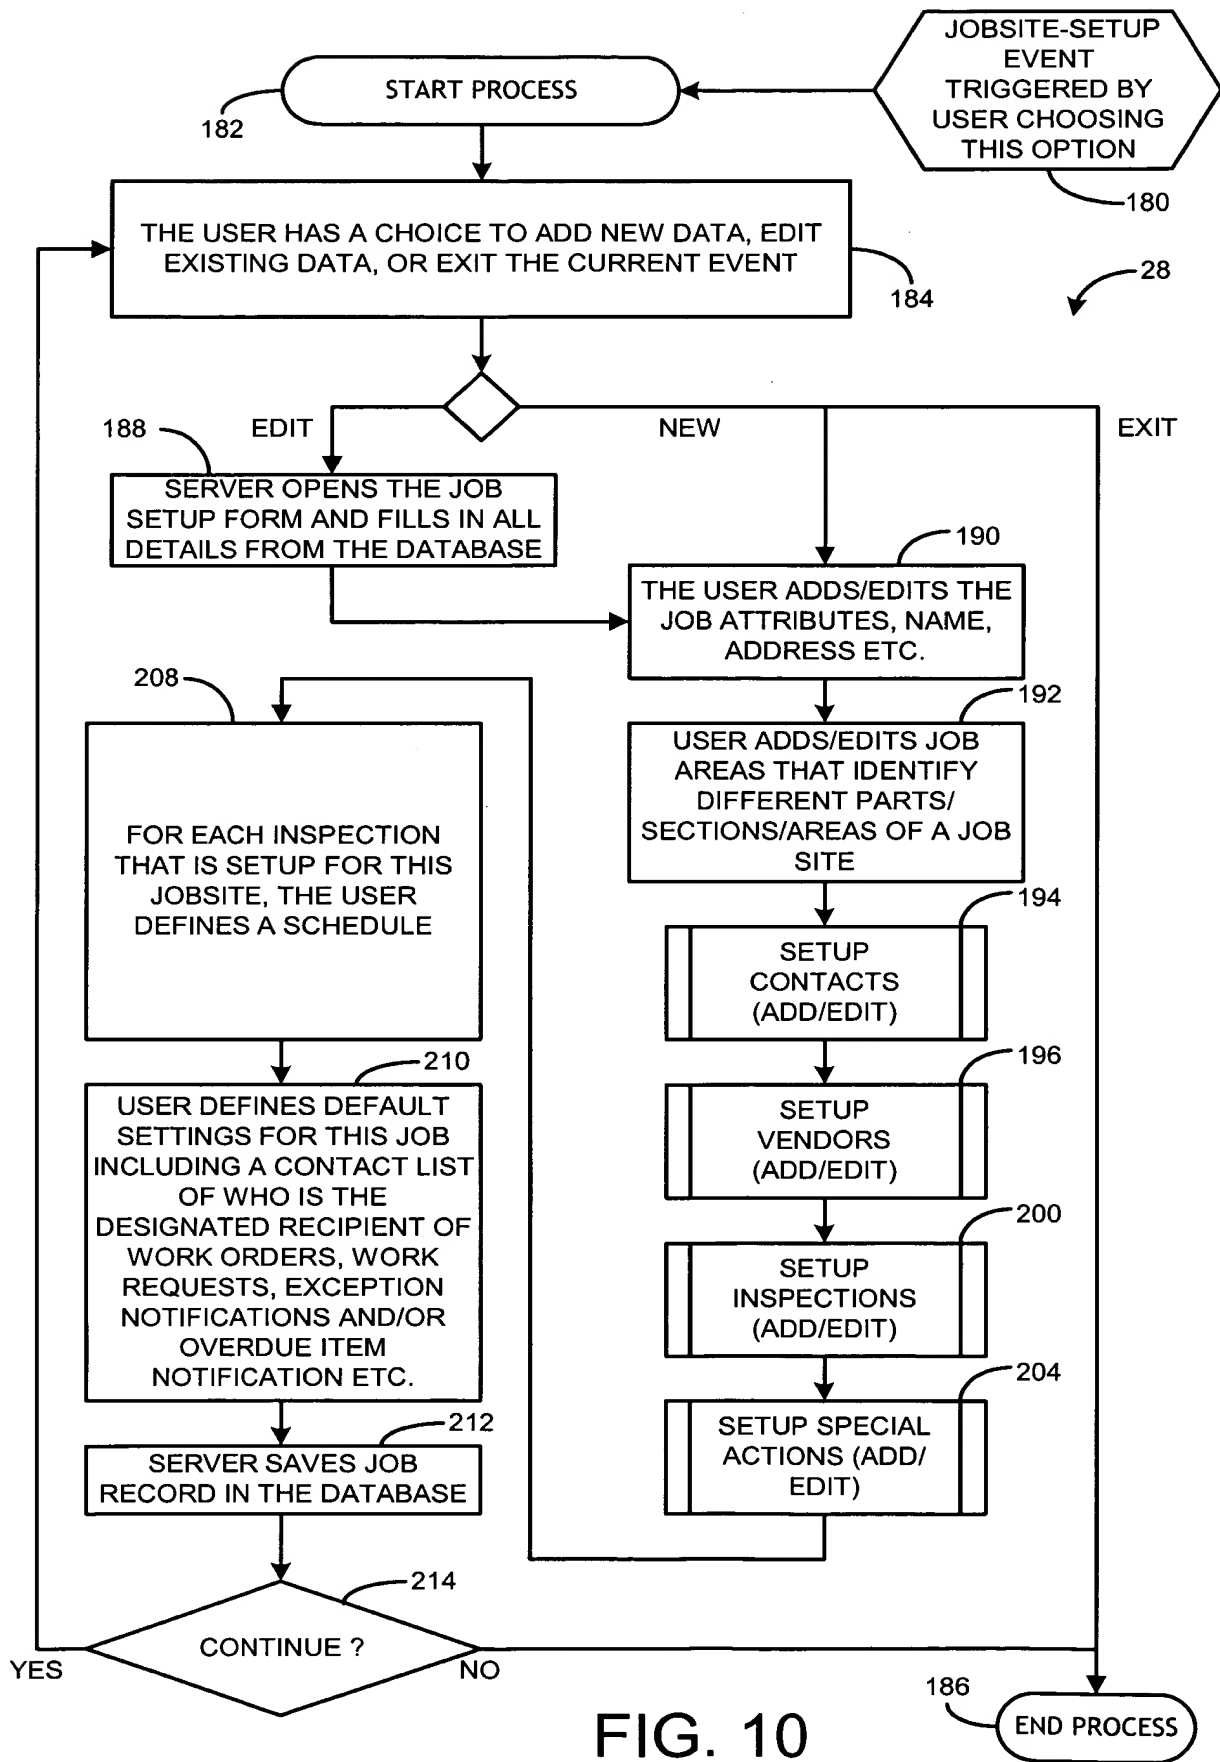 JOBSITE-SETUP
EVENT
TRIGGERED BY
USER CHOOSING
THIS OPTION
180
START PROCESS
182
THE USER HAS A CHOICE TO ADD NEW DATA, EDIT
EXISTING DATA, OR EXIT THE CURRENT EVENT
184
28
EDIT
NEW
EXIT
188
SERVER OPENS THE JOB
SETUP FORM AND FILLS IN ALL
DETAILS FROM THE DATABASE
190
THE USER ADDS/EDITS THE
JOB ATTRIBUTES, NAME,
ADDRESS ETC.
192
USER ADDS/EDITS JOB
AREAS THAT IDENTIFY
DIFFERENT PARTS/
SECTIONS/AREAS OF A JOB
SITE
194
SETUP
CONTACTS
(ADD/EDIT)
196
SETUP
VENDORS
(ADD/EDIT)
200
SETUP
INSPECTIONS
(ADD/EDIT)
204
SETUP SPECIAL
ACTIONS (ADD/
EDIT)
208
FOR EACH INSPECTION
THAT IS SETUP FOR THIS
JOBSITE, THE USER
DEFINES A SCHEDULE
210
USER DEFINES DEFAULT
SETTINGS FOR THIS JOB
INCLUDING A CONTACT LIST
OF WHO IS THE
DESIGNATED RECIPIENT OF
WORK ORDERS, WORK
REQUESTS, EXCEPTION
NOTIFICATIONS AND/OR
OVERDUE ITEM
NOTIFICATION ETC.
212
SERVER SAVES JOB
RECORD IN THE DATABASE
214
CONTINUE ?
YES
NO
186
END PROCESS
FIG. 10